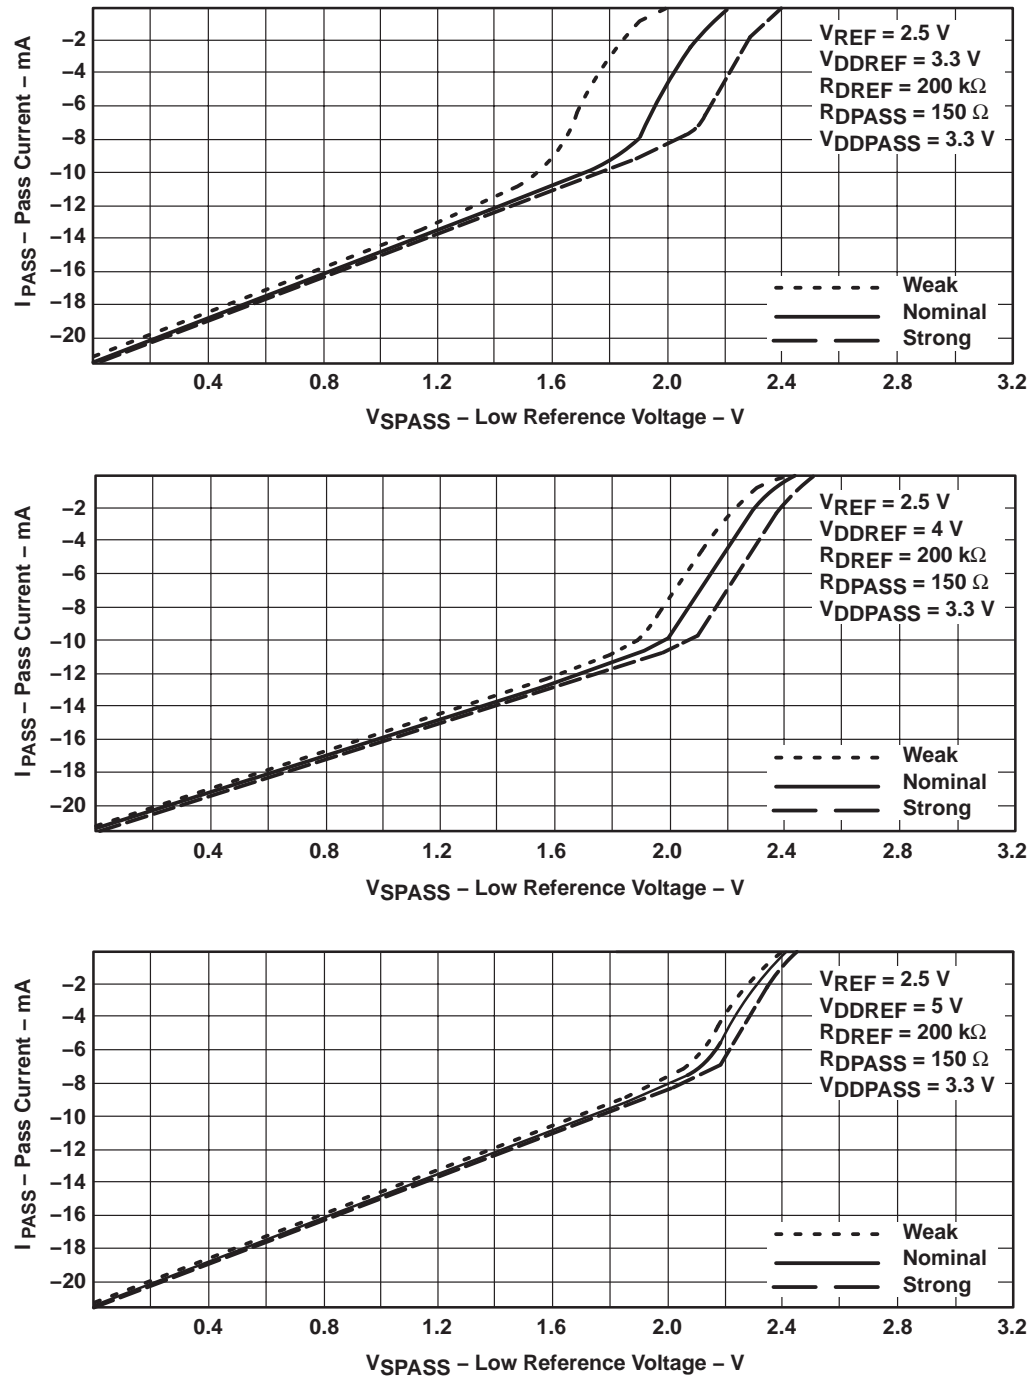 I PASS – Pass Current – mA
–2
–4
–6
–8
–10
–12
–14
–16
–18
–20
VREF = 2.5 V
VDDREF = 3.3 V
RDREF = 200 kΩ
RDPASS = 150 Ω
VDDPASS = 3.3 V
Weak
Nominal
Strong
0.4 0.8 1.2 1.6 2.0 2.4 2.8 3.2
VSPASS – Low Reference Voltage – V
I PASS – Pass Current – mA
–2
–4
–6
–8
–10
–12
–14
–16
–18
–20
VREF = 2.5 V
VDDREF = 4 V
RDREF = 200 kΩ
RDPASS = 150 Ω
VDDPASS = 3.3 V
Weak
Nominal
Strong
0.4 0.8 1.2 1.6 2.0 2.4 2.8 3.2
VSPASS – Low Reference Voltage – V
I PASS – Pass Current – mA
–2
–4
–6
–8
–10
–12
–14
–16
–18
–20
VREF = 2.5 V
VDDREF = 5 V
RDREF = 200 kΩ
RDPASS = 150 Ω
VDDPASS = 3.3 V
Weak
Nominal
Strong
0.4 0.8 1.2 1.6 2.0 2.4 2.8 3.2
VSPASS – Low Reference Voltage – V